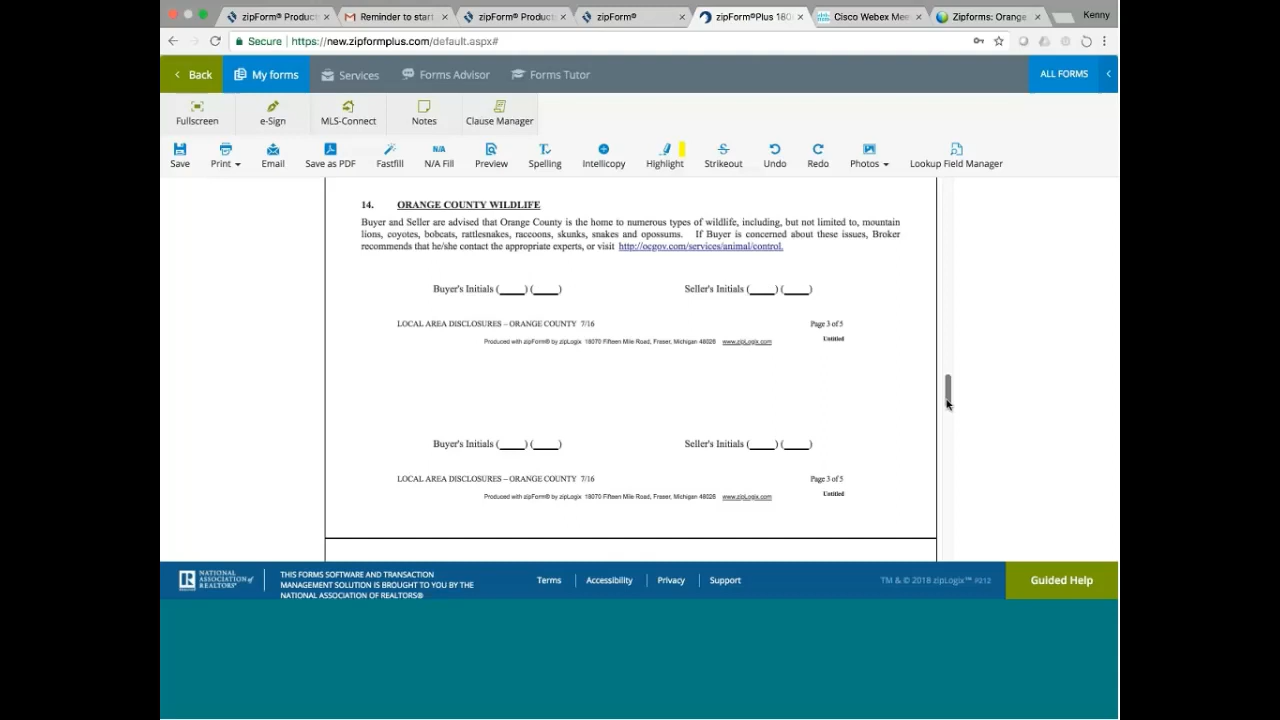 zipForm® Product
Reminder to start
zipForm® Product
zipForm®
zipForm®Plus 180
Cisco Webex Mee
Zipforms: Orange
Kenny
Secure
https://new.zipformplus.com/default.aspx#
Back
My forms
Services
Forms Advisor
Forms Tutor
ALL FORMS
Fullscreen
e-Sign
MLS-Connect
Notes
Clause Manager
N/A
Save
Print
Email
Save as PDF
Fastfill
N/A Fill
Preview
Spelling
Intellicopy
Highlight
Strikeout
Undo
Redo
Photos
Lookup Field Manager
14. ORANGE COUNTY WILDLIFE
Buyer and Seller are advised that Orange County is the home to numerous types of wildlife, including, but not limited to, mountain
lions, coyotes, bobcats, rattlesnakes, raccoons, skunks, snakes and opossums. If Buyer is concerned about these issues, Broker
recommends that he/she contact the appropriate experts, or visit http://ocgov.com/services/animal/control.
Buyer's Initials (_____) (_____) Seller's Initials (_____) (_____)
LOCAL AREA DISCLOSURES – ORANGE COUNTY 7/16 Page 3 of 5
Produced with zipForm® by zipLogix 18070 Fifteen Mile Road, Fraser, Michigan 48026 www.zipLogix.com Untitled
Buyer's Initials (_____) (_____) Seller's Initials (_____) (_____)
LOCAL AREA DISCLOSURES – ORANGE COUNTY 7/16 Page 3 of 5
Produced with zipForm® by zipLogix 18070 Fifteen Mile Road, Fraser, Michigan 48026 www.zipLogix.com Untitled
NATIONAL
ASSOCIATION of
REALTORS®
THIS FORMS SOFTWARE AND TRANSACTION
MANAGEMENT SOLUTION IS BROUGHT TO YOU BY THE
NATIONAL ASSOCIATION OF REALTORS®
Terms
Accessibility
Privacy
Support
TM & © 2018 zipLogix™ P212
Guided Help